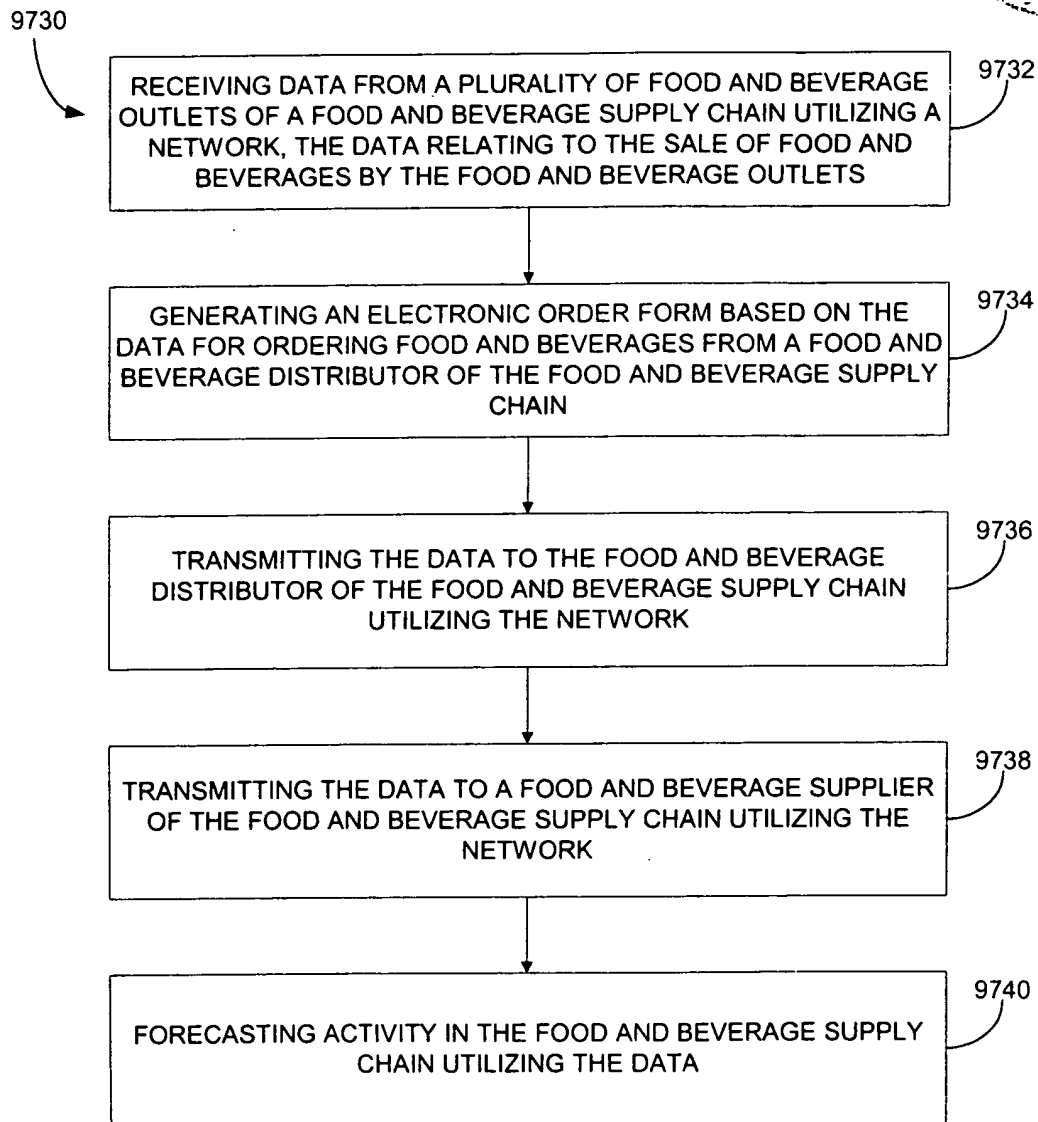 9730
9732
RECEIVING DATA FROM A PLURALITY OF FOOD AND BEVERAGE
OUTLETS OF A FOOD AND BEVERAGE SUPPLY CHAIN UTILIZING A
NETWORK, THE DATA RELATING TO THE SALE OF FOOD AND
BEVERAGES BY THE FOOD AND BEVERAGE OUTLETS
9734
GENERATING AN ELECTRONIC ORDER FORM BASED ON THE
DATA FOR ORDERING FOOD AND BEVERAGES FROM A FOOD AND
BEVERAGE DISTRIBUTOR OF THE FOOD AND BEVERAGE SUPPLY
CHAIN
9736
TRANSMITTING THE DATA TO THE FOOD AND BEVERAGE
DISTRIBUTOR OF THE FOOD AND BEVERAGE SUPPLY CHAIN
UTILIZING THE NETWORK
9738
TRANSMITTING THE DATA TO A FOOD AND BEVERAGE SUPPLIER
OF THE FOOD AND BEVERAGE SUPPLY CHAIN UTILIZING THE
NETWORK
9740
FORECASTING ACTIVITY IN THE FOOD AND BEVERAGE SUPPLY
CHAIN UTILIZING THE DATA